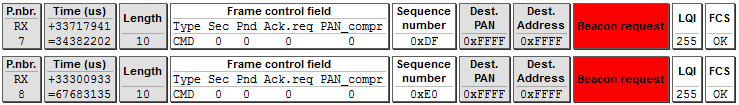 P.nbr. Time (us) Length Frame control field Sequence number Dest. PAN Dest. Address Beacon request LQI FCS
RX +33717941 Type Sec Pnd Ack.req PAN_compr
7 =34382202 10 CMD 0 0 0 0 0xDF 0xFFFF 0xFFFF 255 OK
P.nbr. Time (us) Length Frame control field Sequence number Dest. PAN Dest. Address Beacon request LQI FCS
RX +33300933 Type Sec Pnd Ack.req PAN_compr
8 =67683135 10 CMD 0 0 0 0 0xE0 0xFFFF 0xFFFF 255 OK